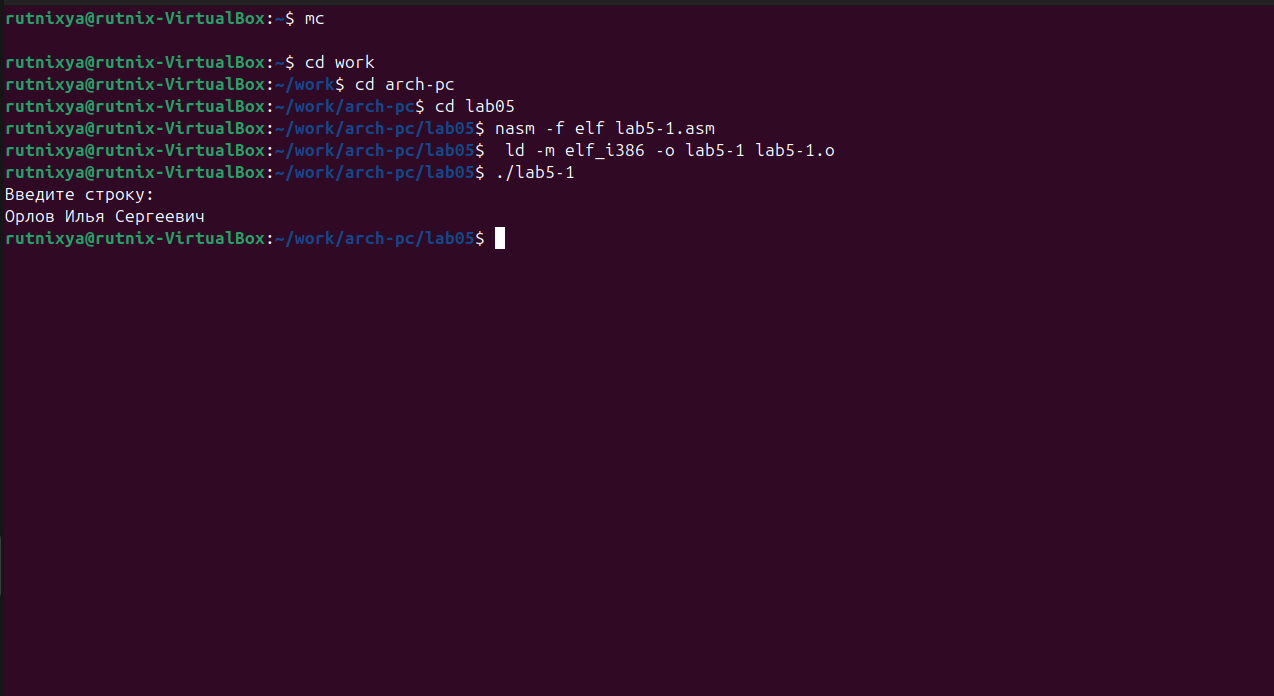 rutnixya@rutnix-VirtualBox:~$ mc
rutnixya@rutnix-VirtualBox:~$ cd work
rutnixya@rutnix-VirtualBox:~/work$ cd arch-pc
rutnixya@rutnix-VirtualBox:~/work/arch-pc$ cd lab05
rutnixya@rutnix-VirtualBox:~/work/arch-pc/lab05$ nasm -f elf lab5-1.asm
rutnixya@rutnix-VirtualBox:~/work/arch-pc/lab05$  ld -m elf_i386 -o lab5-1 lab5-1.o
rutnixya@rutnix-VirtualBox:~/work/arch-pc/lab05$ ./lab5-1
Введите строку:
Орлов Илья Сергеевич
rutnixya@rutnix-VirtualBox:~/work/arch-pc/lab05$